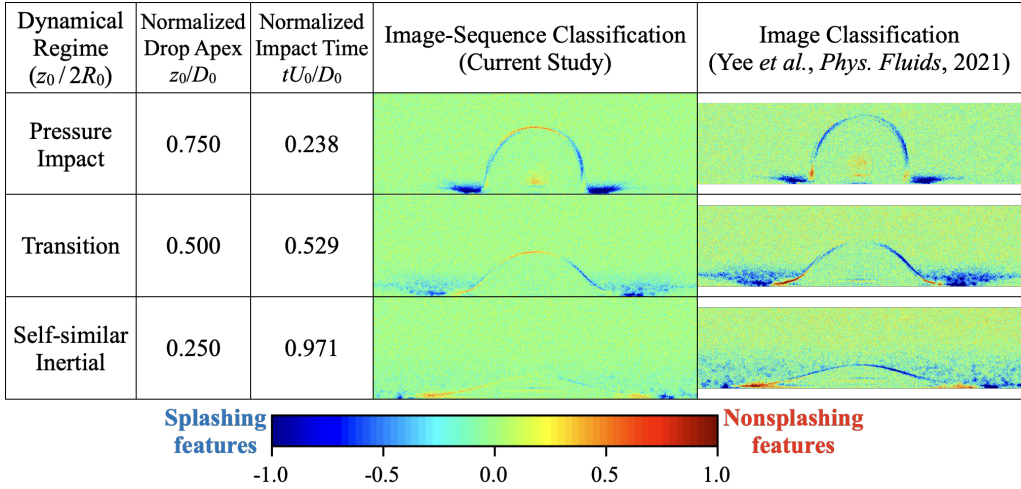 Dynamical
Regime
(z₀ / 2R₀)
Normalized
Drop Apex
z₀/D₀
Normalized
Impact Time
tU₀/D₀
Image-Sequence Classification
(Current Study)
Image Classification
(Yee et al., Phys. Fluids, 2021)
Pressure
Impact
0.750
0.238
Transition
0.500
0.529
Self-similar
Inertial
0.250
0.971
Splashing
features
Nonsplashing
features
-1.0
-0.5
0.0
0.5
1.0